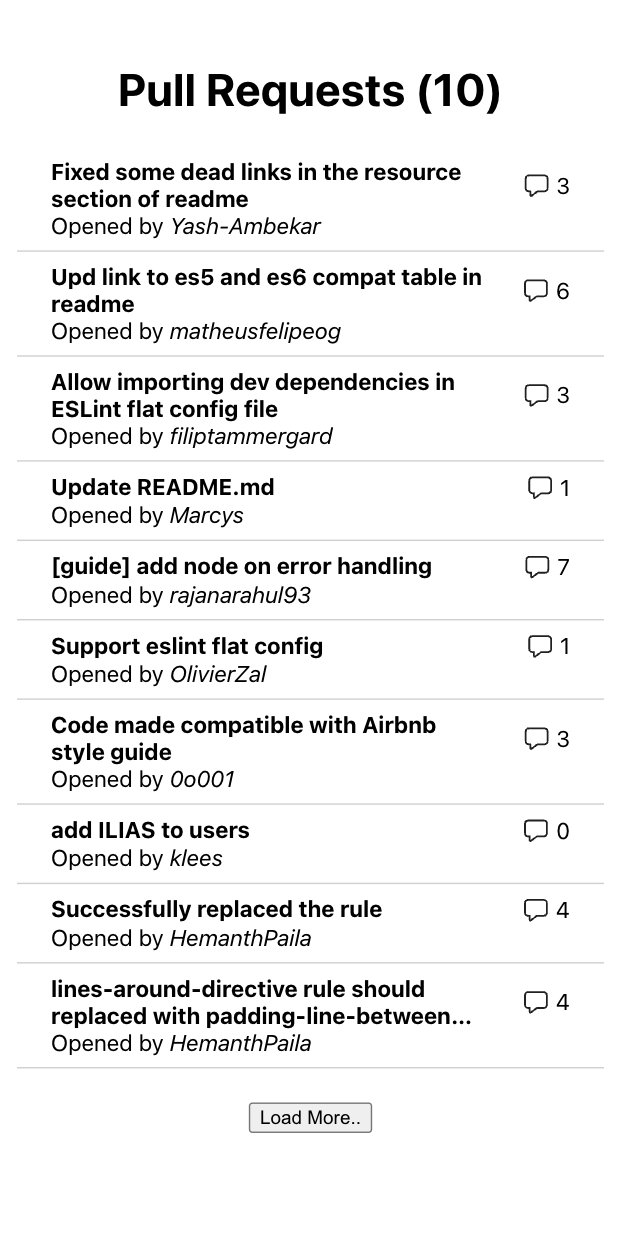 Pull Requests (10)
Fixed some dead links in the resource
section of readme
Opened by Yash-Ambekar
3
Upd link to es5 and es6 compat table in
readme
Opened by matheusfelipeog
6
Allow importing dev dependencies in
ESLint flat config file
Opened by filiptammergard
3
Update README.md
Opened by Marcys
1
[guide] add node on error handling
Opened by rajanarahul93
7
Support eslint flat config
Opened by OlivierZal
1
Code made compatible with Airbnb
style guide
Opened by 0o001
3
add ILIAS to users
Opened by klees
0
Successfully replaced the rule
Opened by HemanthPaila
4
lines-around-directive rule should
replaced with padding-line-between...
Opened by HemanthPaila
4
Load More..